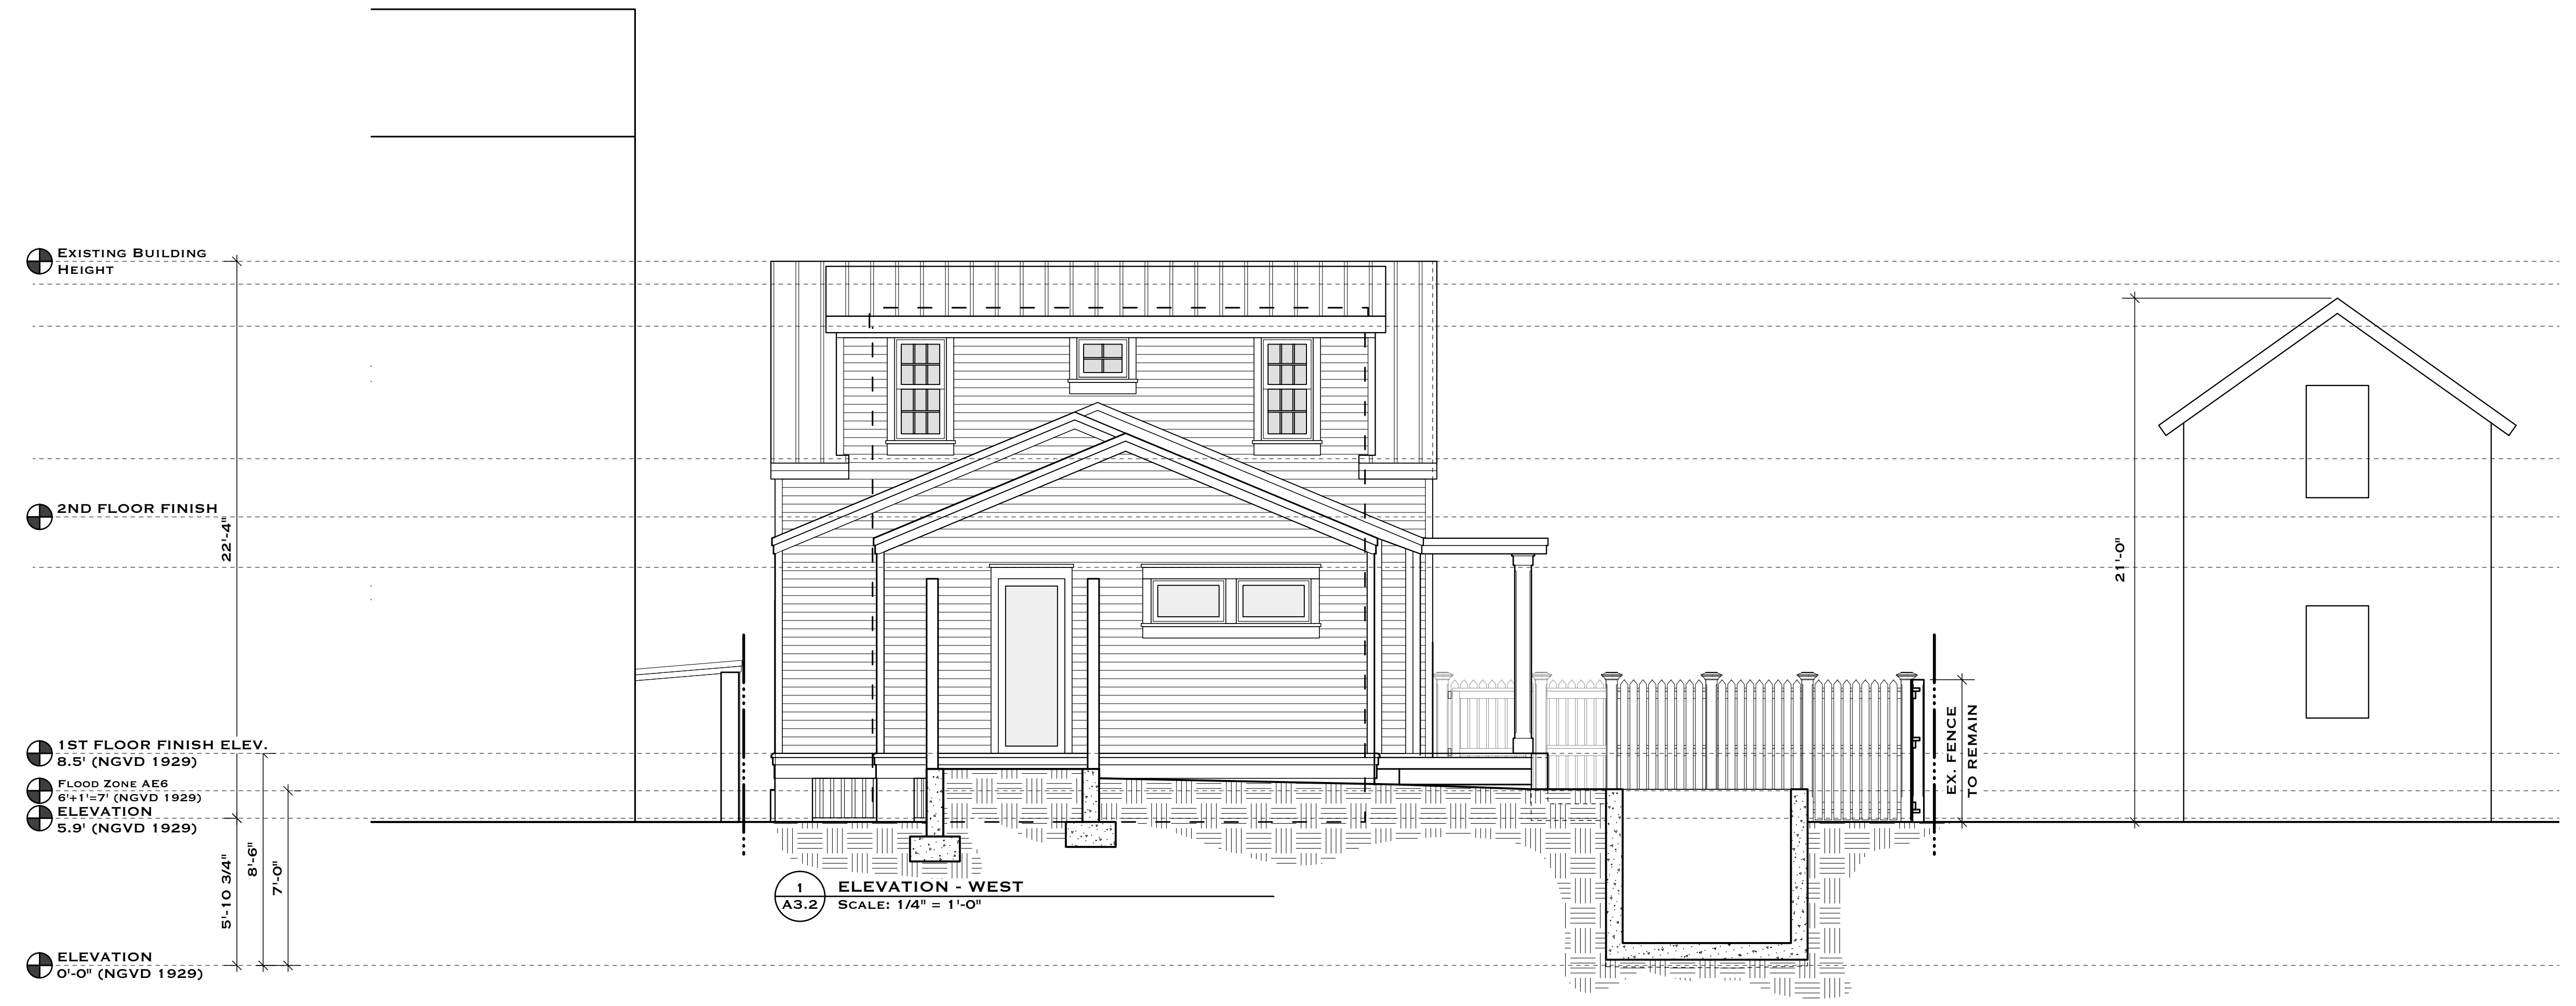 Existing Building
Height
2ND FLOOR FINISH
22'-4"
21'-0"
1ST FLOOR FINISH ELEV.
8.5' (NGVD 1929)
Flood Zone AE6
6'+1'=7' (NGVD 1929)
ELEVATION
5.9' (NGVD 1929)
EX. FENCE
TO REMAIN
5'-10 3/4"
8'-6"
7'-0"
1
A3.2
ELEVATION - WEST
Scale: 1/4" = 1'-0"
ELEVATION
0'-0" (NGVD 1929)